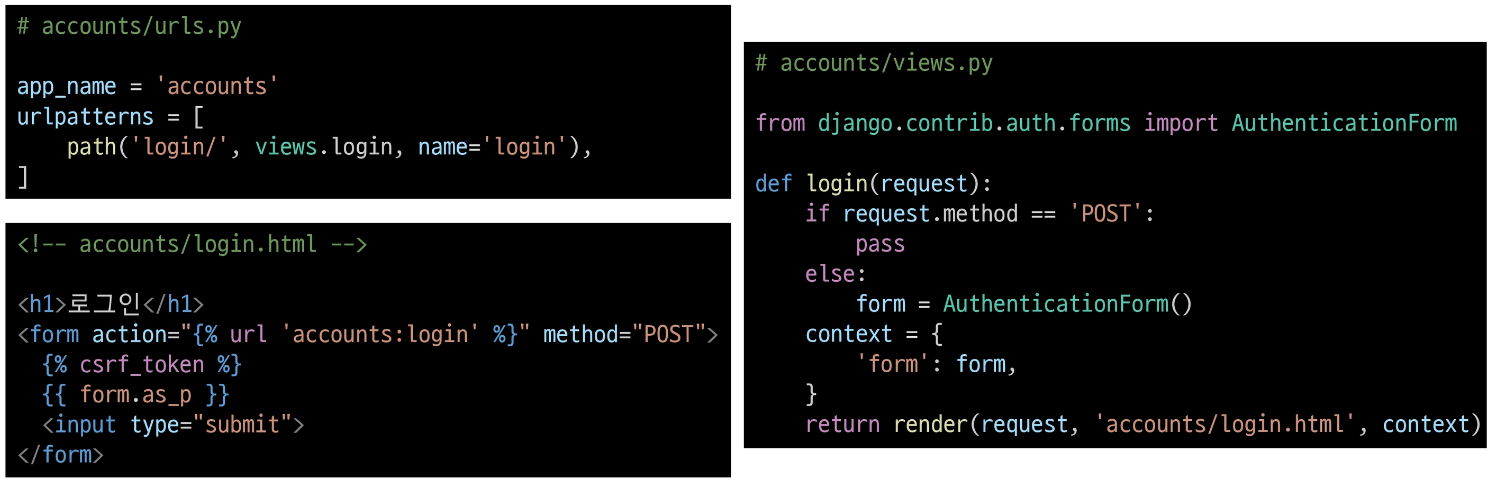 # accounts/urls.py
app_name = 'accounts'
urlpatterns = [
    path('login/', views.login, name='login'),
]
<!-- accounts/login.html -->
<h1>로그인</h1>
<form action="{% url 'accounts:login' %}" method="POST">
  {% csrf_token %}
  {{ form.as_p }}
  <input type="submit">
</form>
# accounts/views.py
from django.contrib.auth.forms import AuthenticationForm
def login(request):
    if request.method == 'POST':
        pass
    else:
        form = AuthenticationForm()
    context = {
        'form': form,
    }
    return render(request, 'accounts/login.html', context)